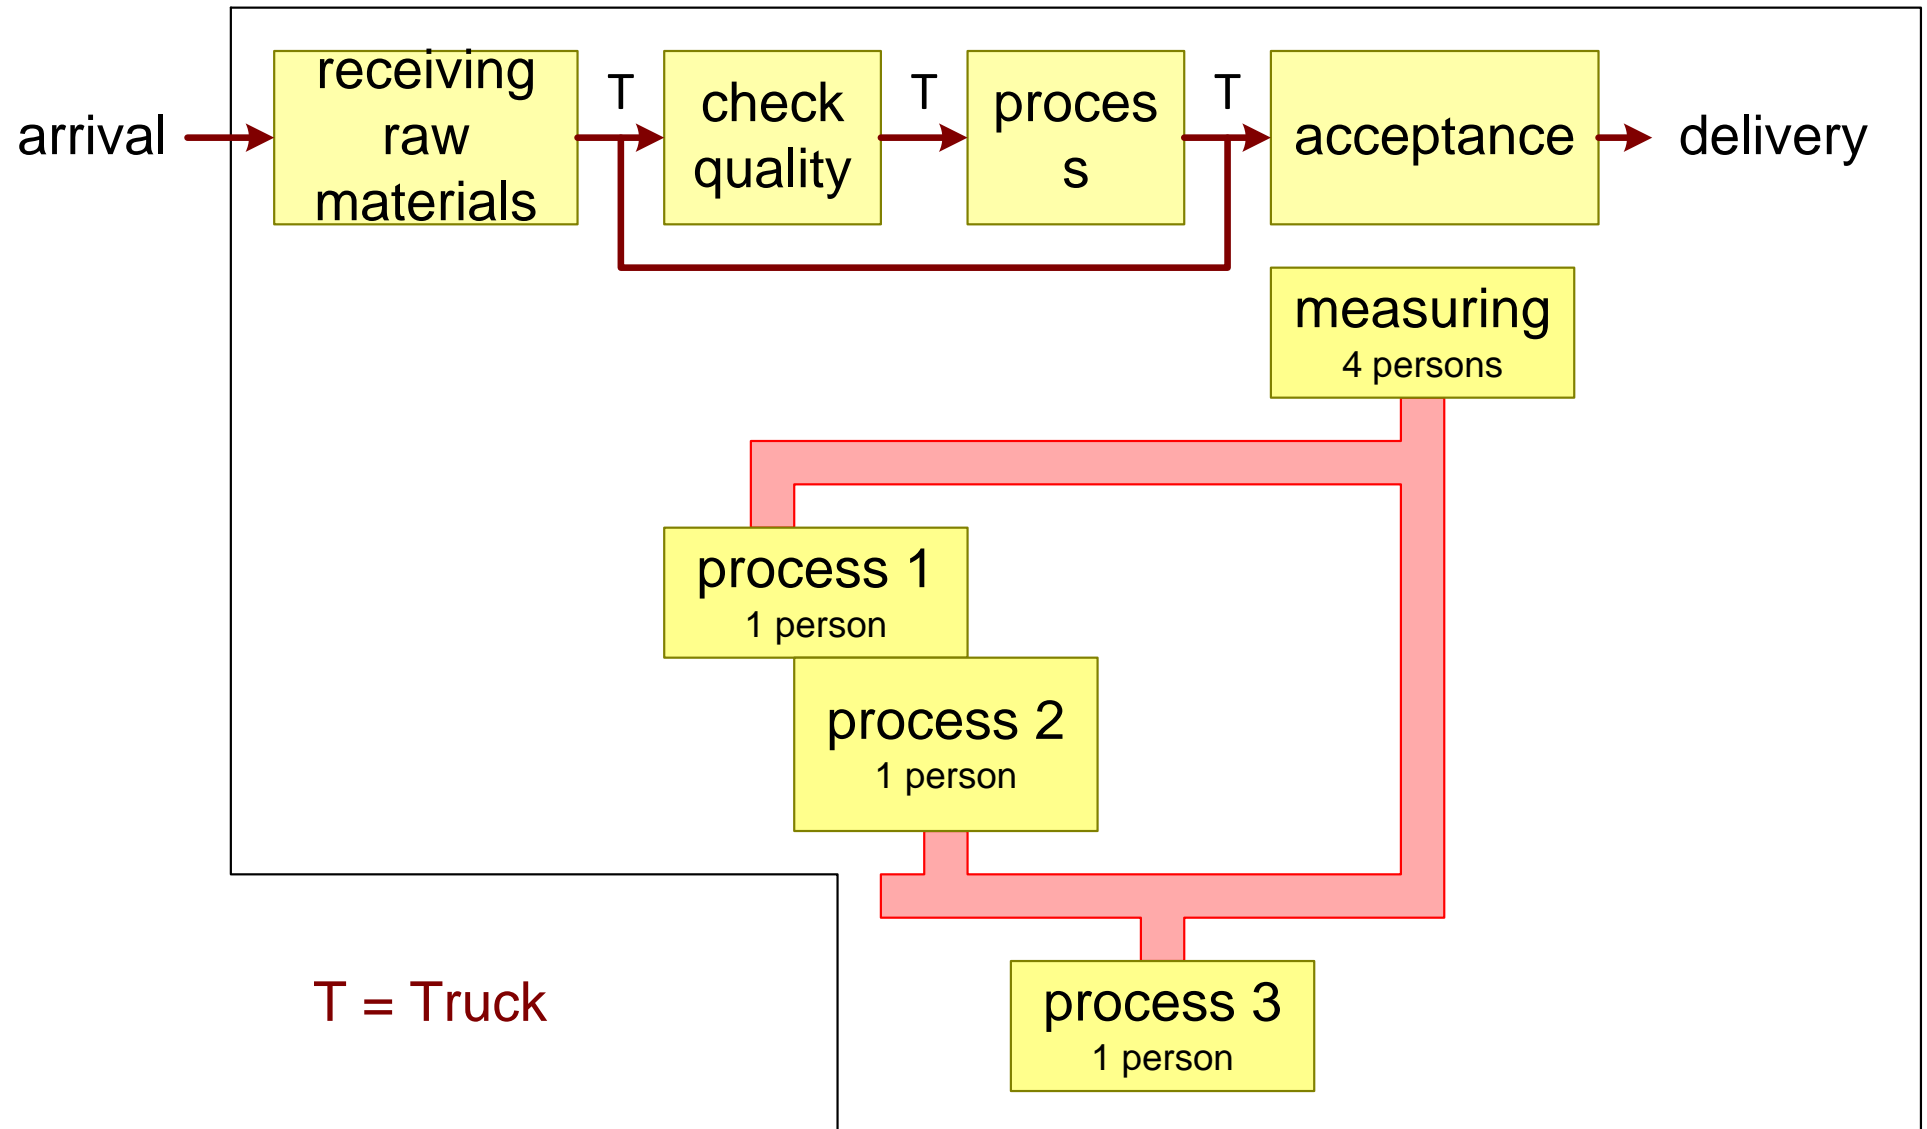 arrival
receiving
raw
materials
T
check
quality
T
proces
s
T
acceptance
delivery
measuring
4 persons
process 1
1 person
process 2
1 person
T = Truck
process 3
1 person